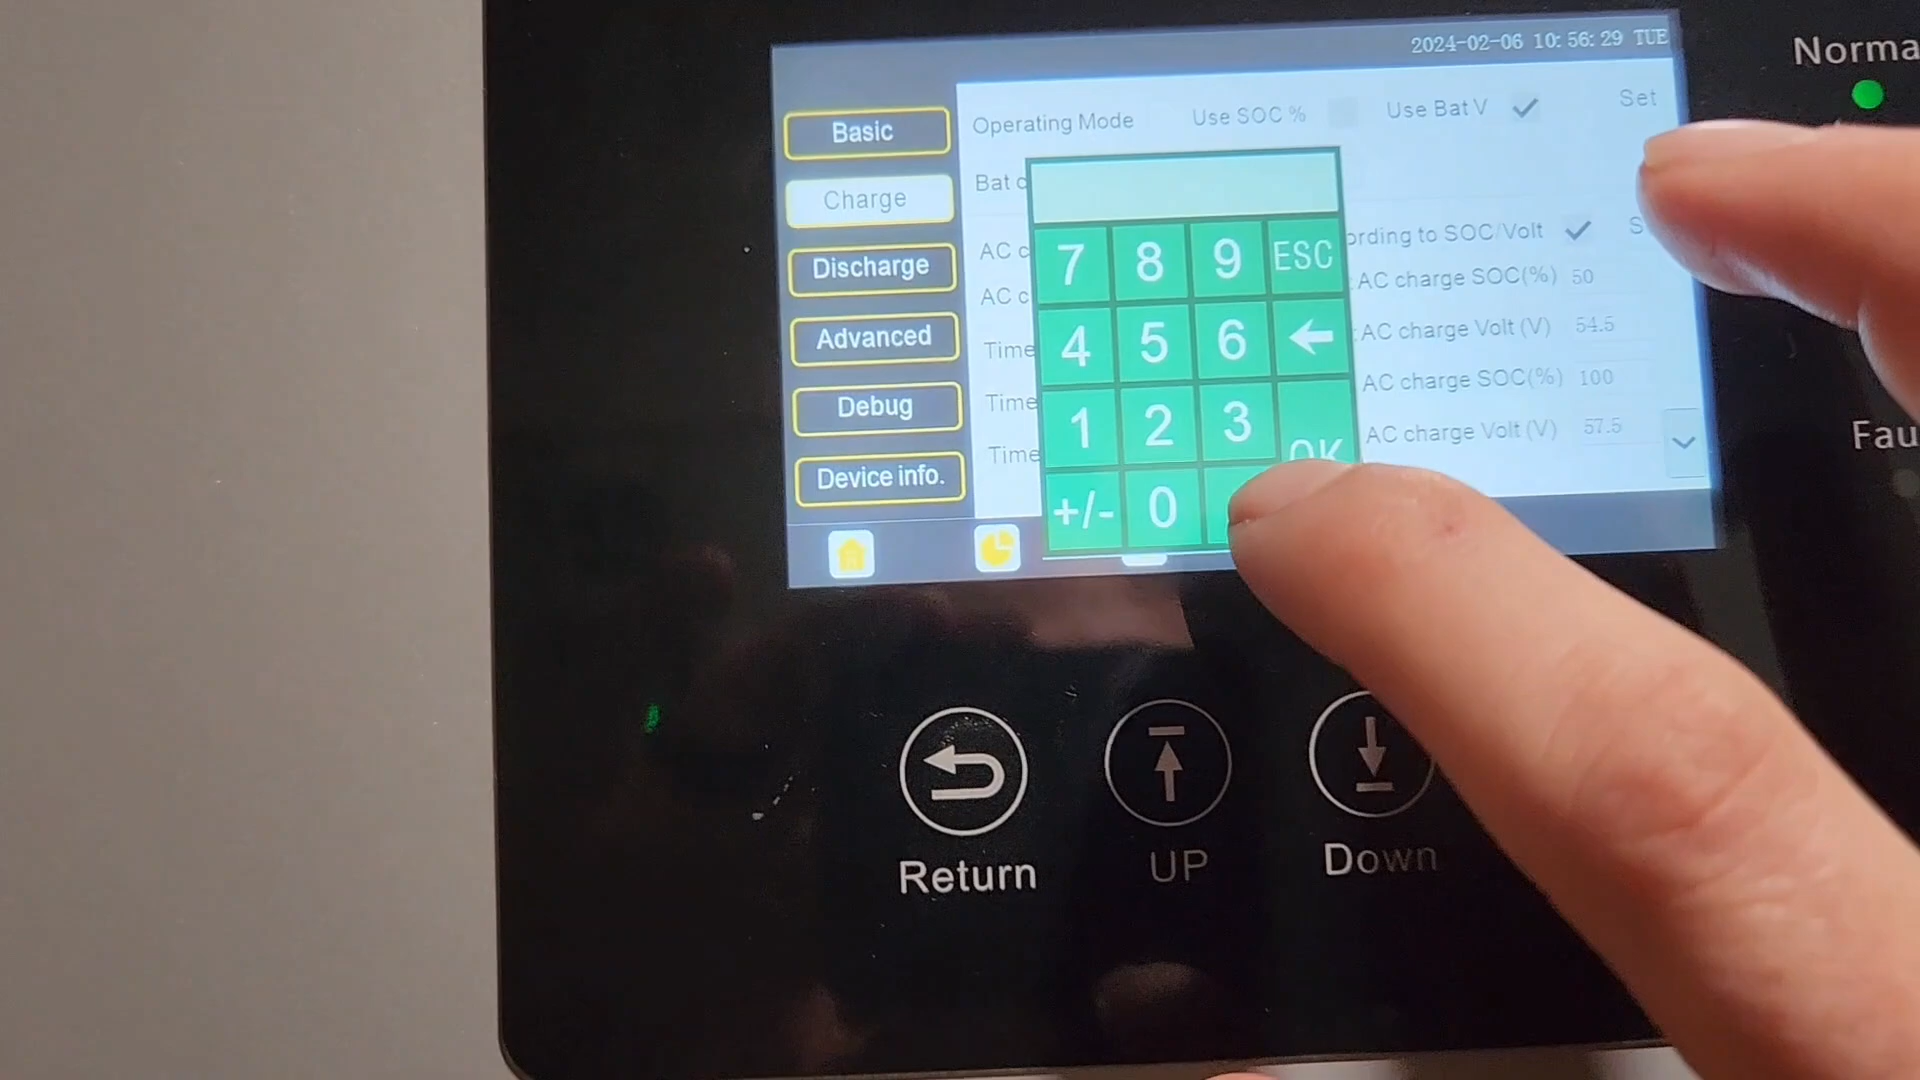 2024-02-06 10:56:29 TUE
Norma
Basic
Operating Mode Use SOC % Use Bat V Set
Charge
Bat c
Discharge
AC c
ording to SOC/Volt
S
7 8 9 ESC
AC c
AC charge SOC(%) 50
Advanced
Time
4 5 6
AC charge Volt (V) 54.5
Debug
Time
1 2 3 OK
AC charge SOC(%) 100
Device info.
Time
AC charge Volt (V) 57.5
Fau
+/- 0
Return UP Down